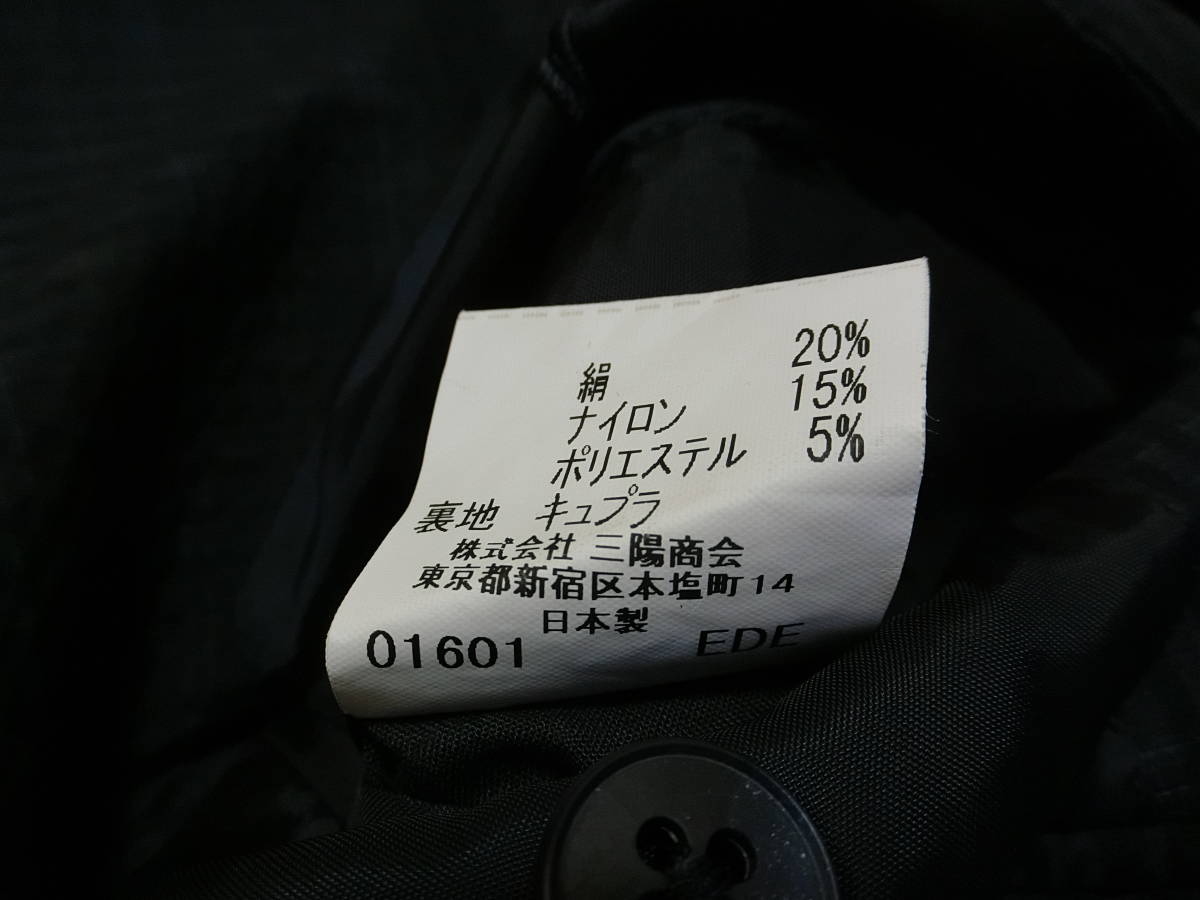 絹 20%
ナイロン 15%
ポリエステル 5%
裏地 キュプラ
株式会社 三陽商会
東京都新宿区本塩町14
日本製
01601 EDE